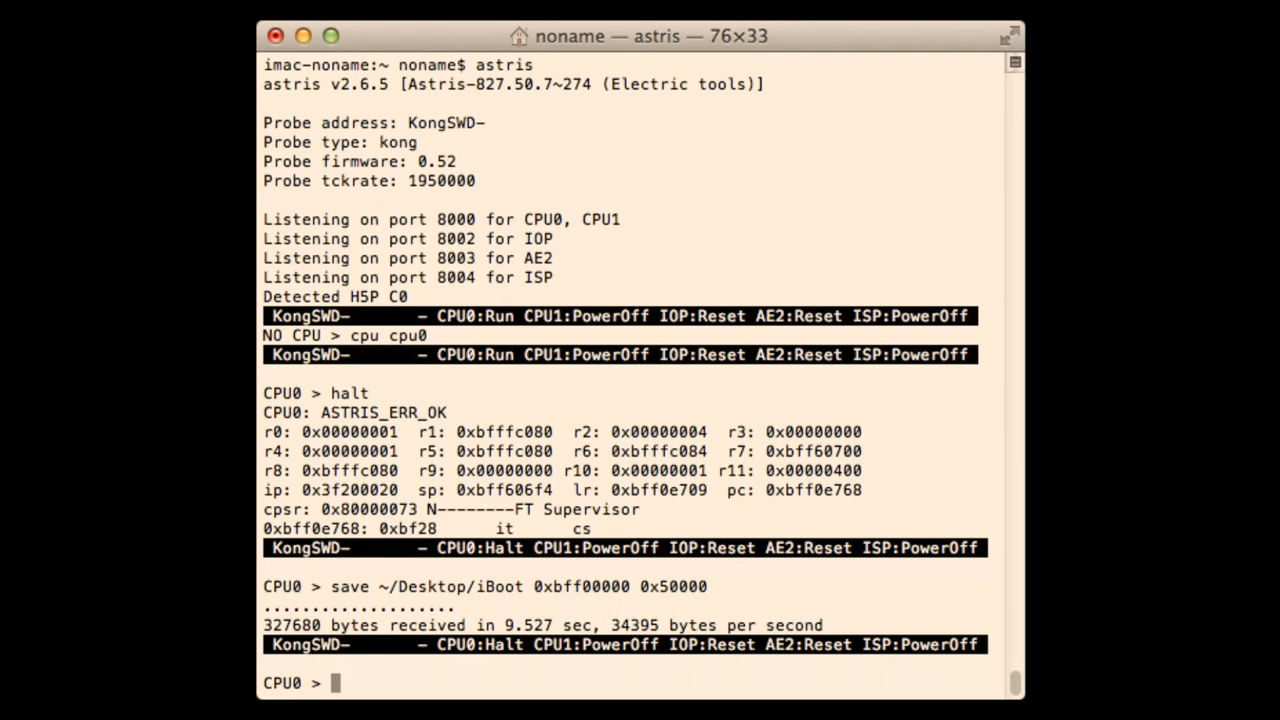 noname — astris — 76×33
imac-noname:~ noname$ astris
astris v2.6.5 [Astris-827.50.7~274 (Electric tools)]
Probe address: KongSWD-
Probe type: kong
Probe firmware: 0.52
Probe tckrate: 1950000
Listening on port 8000 for CPU0, CPU1
Listening on port 8002 for IOP
Listening on port 8003 for AE2
Listening on port 8004 for ISP
Detected H5P C0
KongSWD-       - CPU0:Run CPU1:PowerOff IOP:Reset AE2:Reset ISP:PowerOff
NO CPU > cpu cpu0
KongSWD-       - CPU0:Run CPU1:PowerOff IOP:Reset AE2:Reset ISP:PowerOff
CPU0 > halt
CPU0: ASTRIS_ERR_OK
r0: 0x00000001  r1: 0xbfffc080  r2: 0x00000004  r3: 0x00000000
r4: 0x00000001  r5: 0xbfffc080  r6: 0xbfffc084  r7: 0xbff60700
r8: 0xbfffc080  r9: 0x00000000 r10: 0x00000001 r11: 0x00000400
ip: 0x3f200020  sp: 0xbff606f4  lr: 0xbff0e709  pc: 0xbff0e768
cpsr: 0x80000073 N--------FT Supervisor
0xbff0e768: 0xbf28      it      cs
KongSWD-       - CPU0:Halt CPU1:PowerOff IOP:Reset AE2:Reset ISP:PowerOff
CPU0 > save ~/Desktop/iBoot 0xbff00000 0x50000
....................
327680 bytes received in 9.527 sec, 34395 bytes per second
KongSWD-       - CPU0:Halt CPU1:PowerOff IOP:Reset AE2:Reset ISP:PowerOff
CPU0 >